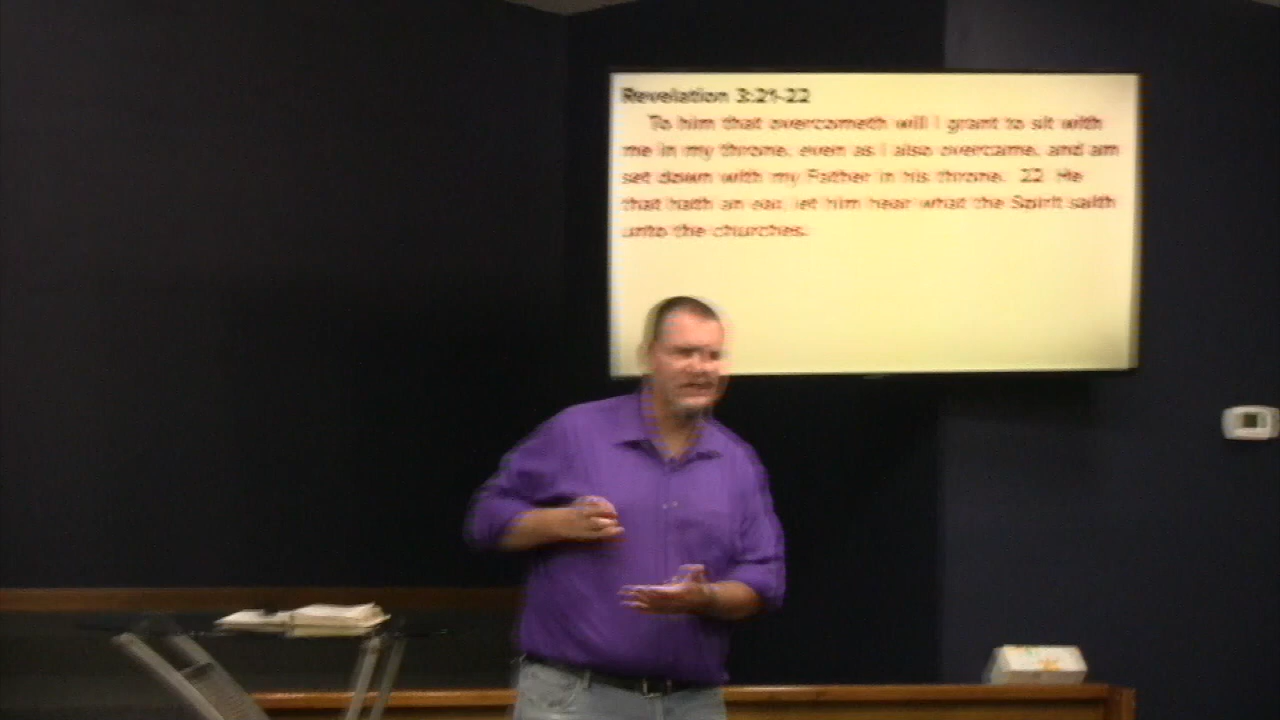 Revelation 3:21-22
To him that overcometh will I grant to sit with
me in my throne, even as I also overcame, and am
set down with my Father in his throne. 22 He
that hath an ear, let him hear what the Spirit saith
unto the churches.